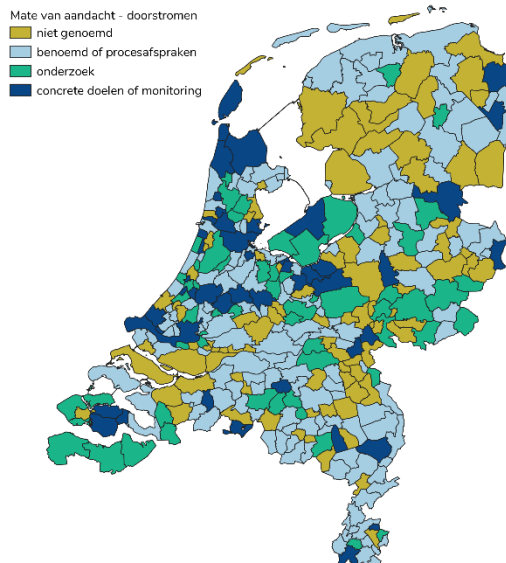 Mate van aandacht - doorstromen
niet genoemd
benoemd of procesafspraken
onderzoek
concrete doelen of monitoring